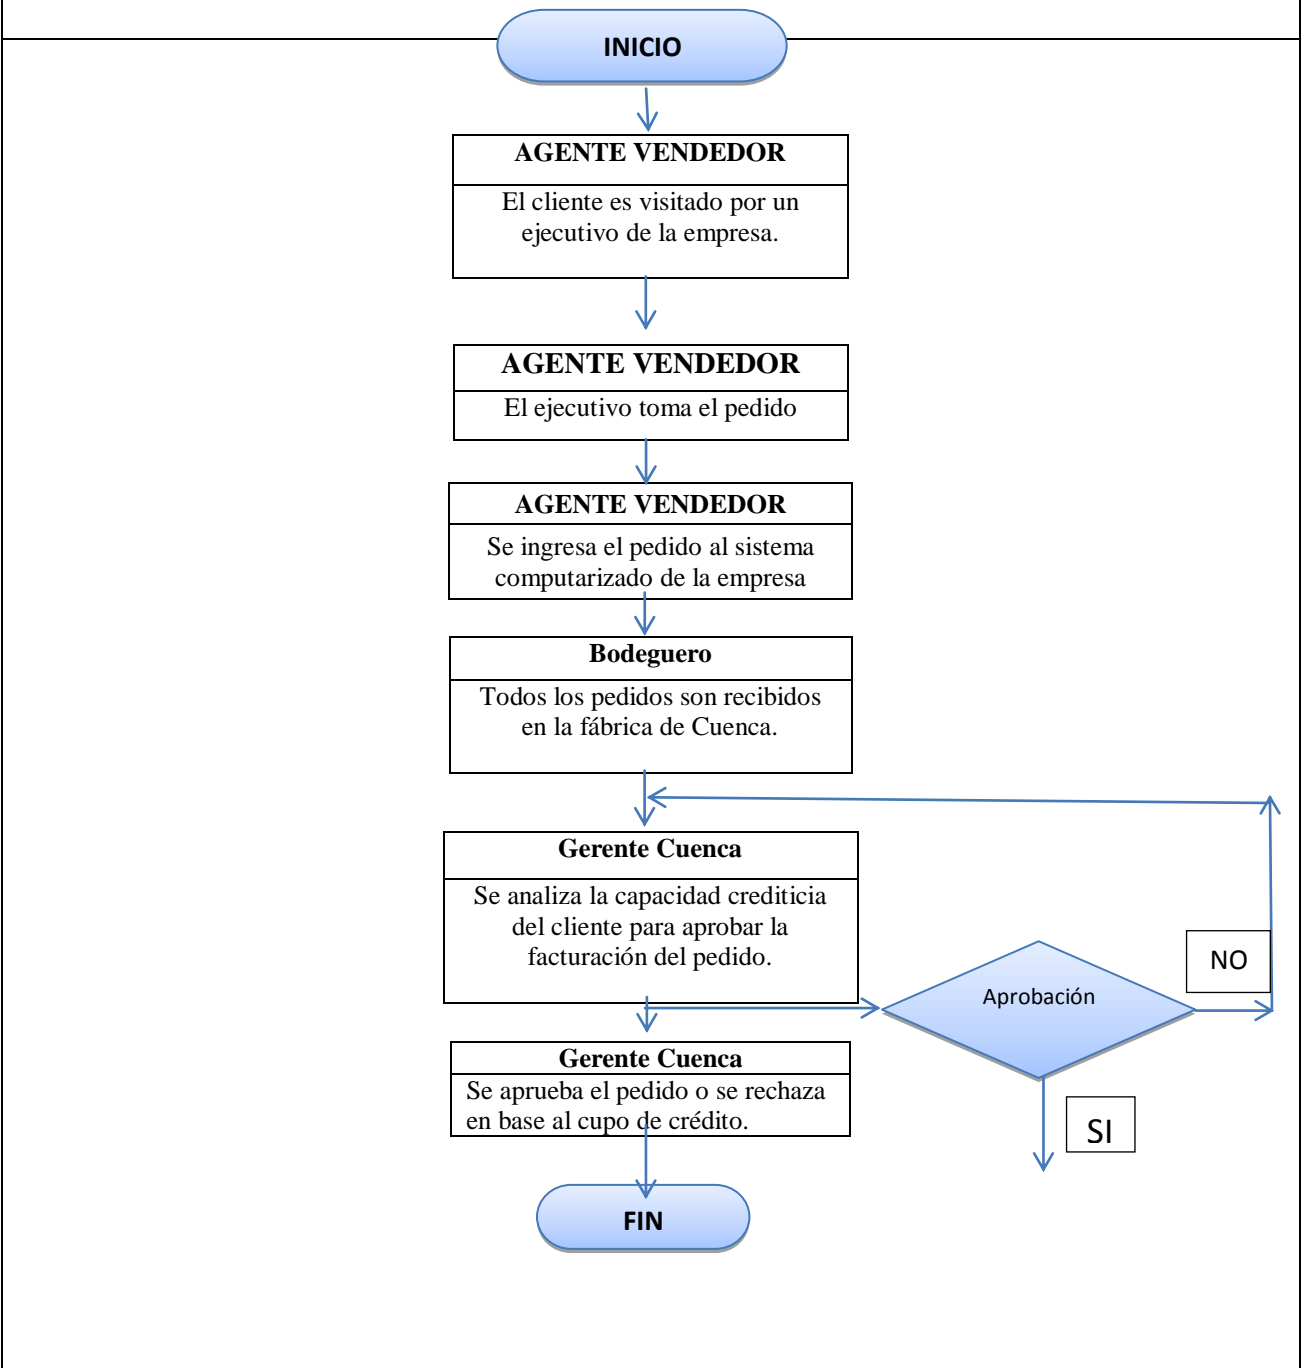 INICIO
AGENTE VENDEDOR
El cliente es visitado por un
ejecutivo de la empresa.
AGENTE VENDEDOR
El ejecutivo toma el pedido
AGENTE VENDEDOR
Se ingresa el pedido al sistema
computarizado de la empresa
Bodeguero
Todos los pedidos son recibidos
en la fábrica de Cuenca.
Gerente Cuenca
Se analiza la capacidad crediticia
del cliente para aprobar la
facturación del pedido.
Aprobación
NO
Gerente Cuenca
Se aprueba el pedido o se rechaza
en base al cupo de crédito.
SI
FIN